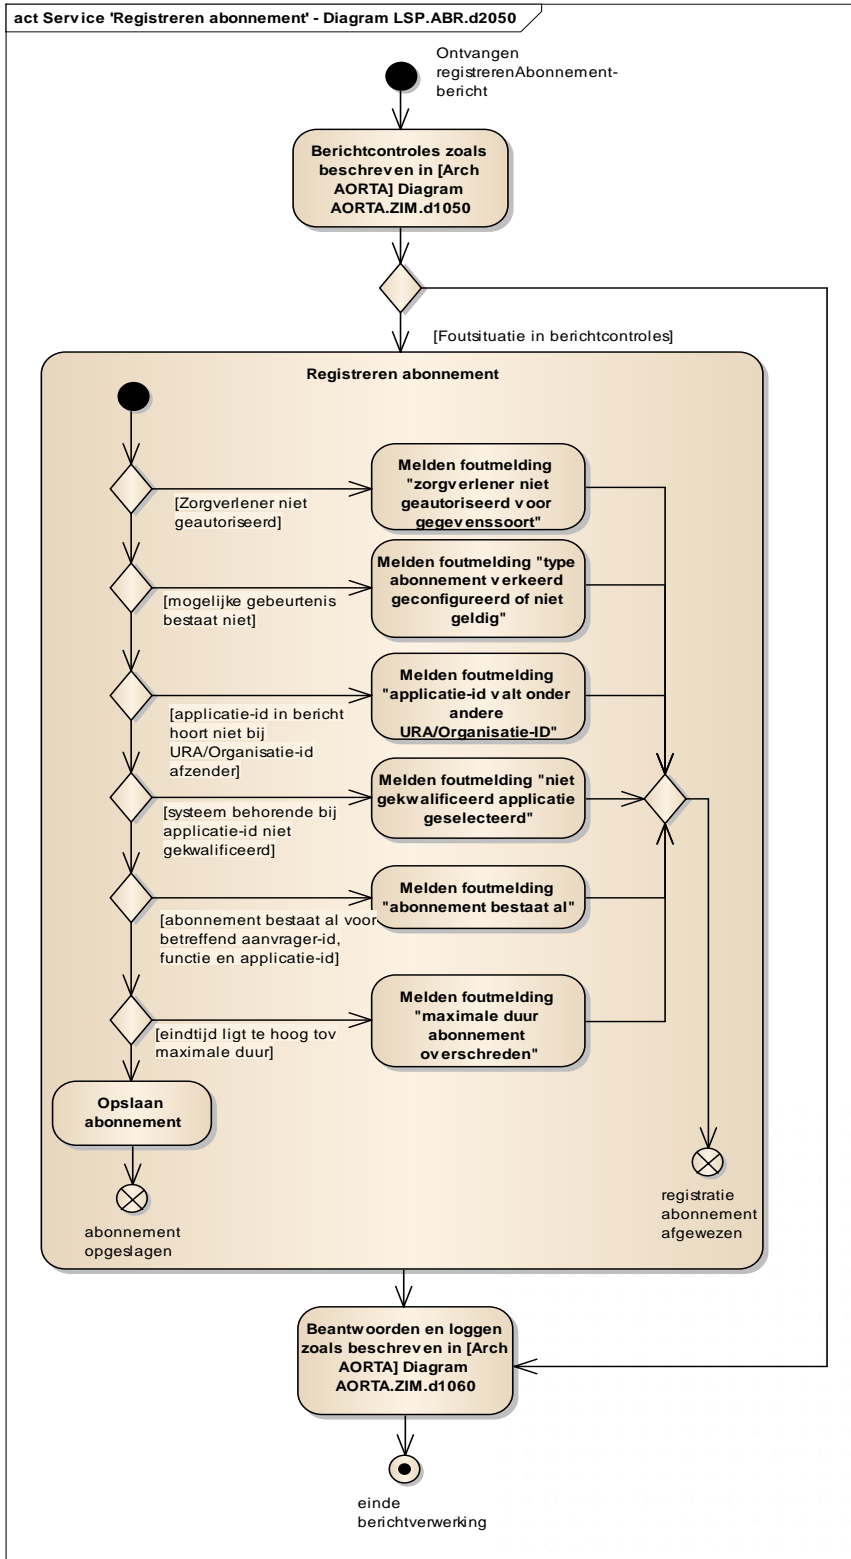 act Service 'Registreren abonnement' - Diagram LSP.ABR.d2050
Ontvangen
registrerenAbonnement-
bericht
Berichtcontroles zoals
beschreven in [Arch
AORTA] Diagram
AORTA.ZIM.d1050
[Foutsituatie in berichtcontroles]
Registreren abonnement
Melden foutmelding
"zorgverlener niet
geautoriseerd voor
gegevenssoort"
[Zorgverlener niet
geautoriseerd]
Melden foutmelding "type
abonnement verkeerd
geconfigureerd of niet
geldig"
[mogelijke gebeurtenis
bestaat niet]
Melden foutmelding
"applicatie-id valt onder
andere
URA/Organisatie-ID"
[applicatie-id in bericht
hoort niet bij
URA/Organisatie-id
afzender]
Melden foutmelding "niet
gekwalificeerd applicatie
geselecteerd"
[systeem behorende bij
applicatie-id niet
gekwalificeerd]
Melden foutmelding
"abonnement bestaat al"
[abonnement bestaat al voor
betreffend aanvrager-id,
functie en applicatie-id]
Melden foutmelding
"maximale duur
abonnement
overschreden"
[eindtijd ligt te hoog tov
maximale duur]
Opslaan
abonnement
abonnement
opgeslagen
registratie
abonnement
afgewezen
Beantwoorden en loggen
zoals beschreven in [Arch
AORTA] Diagram
AORTA.ZIM.d1060
einde
berichtverwerking